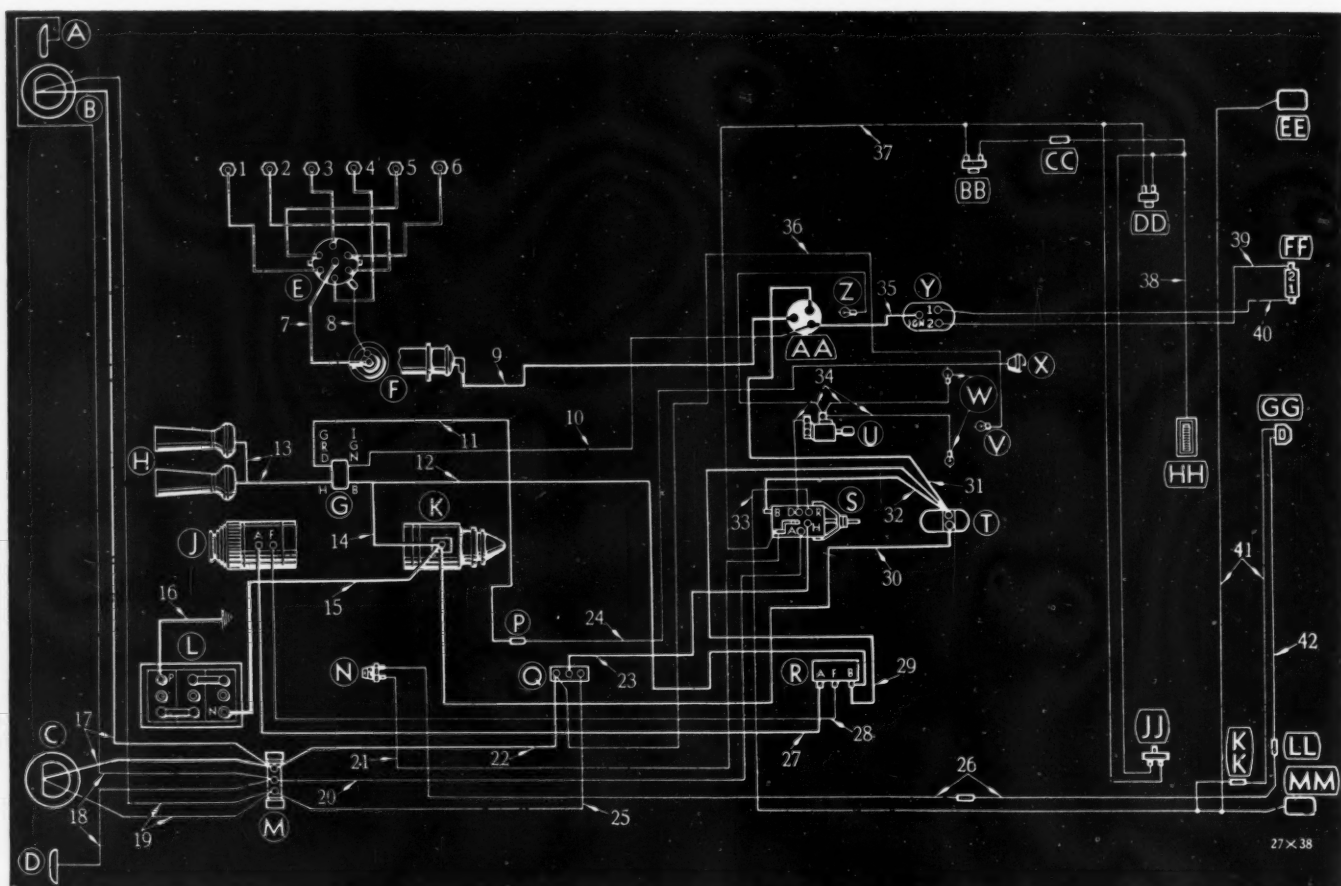 A
B
1 2 3 4 5 6
E
7 8
F
9
10
11
G R D
I G N
12
13
H
H B
G
K
J
A F
14
15
16
L
P
N
P
24
N
Q
23
C
17
18
19
20
21
22
25
M
D
R
A F B
29
28
27
26
30
31
32
33
B D R
A H
S
T
34
U
V
W
X
Y
1
IGN 2
Z
35
36
AA
37
BB
CC
DD
EE
38
39
40
FF
2
1
GG
D
HH
41
42
JJ
KK
LL
MM
27×38